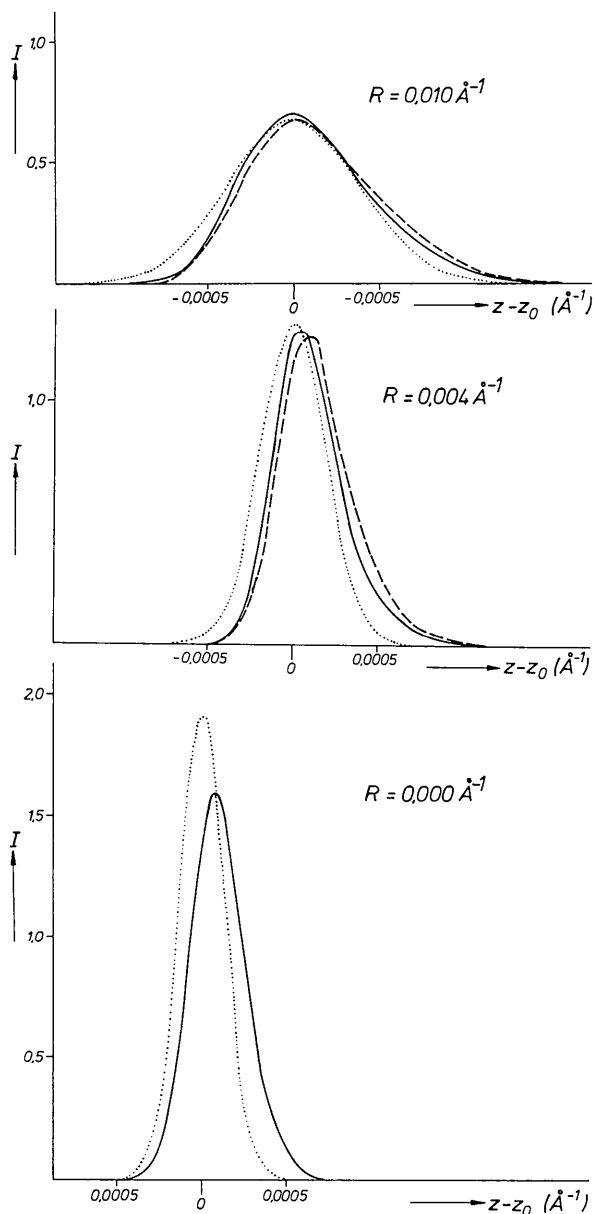 1,0
I
R = 0,010 Å⁻¹
0,5
−0,0005 0 −0,0005 z−z₀ (Å⁻¹)
1,0
I
R = 0,004 Å⁻¹
−0,0005 0 0,0005 z−z₀ (Å⁻¹)
2,0
R = 0,000 Å⁻¹
1,5
I
1,0
0,5
0,0005 0 0,0005 z−z₀ (Å⁻¹)